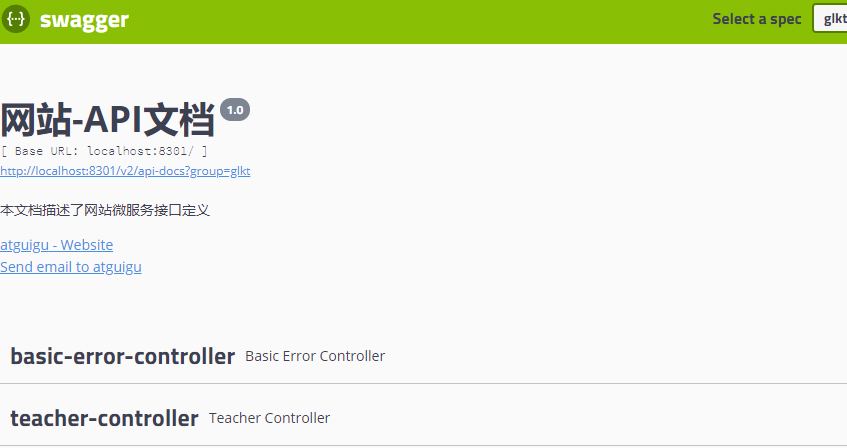 swagger
Select a spec glkt
网站-API文档 1.0
[ Base URL: localhost:8301/ ]
http://localhost:8301/v2/api-docs?group=glkt
本文档描述了网站微服务接口定义
atguigu - Website
Send email to atguigu
basic-error-controller Basic Error Controller
teacher-controller Teacher Controller